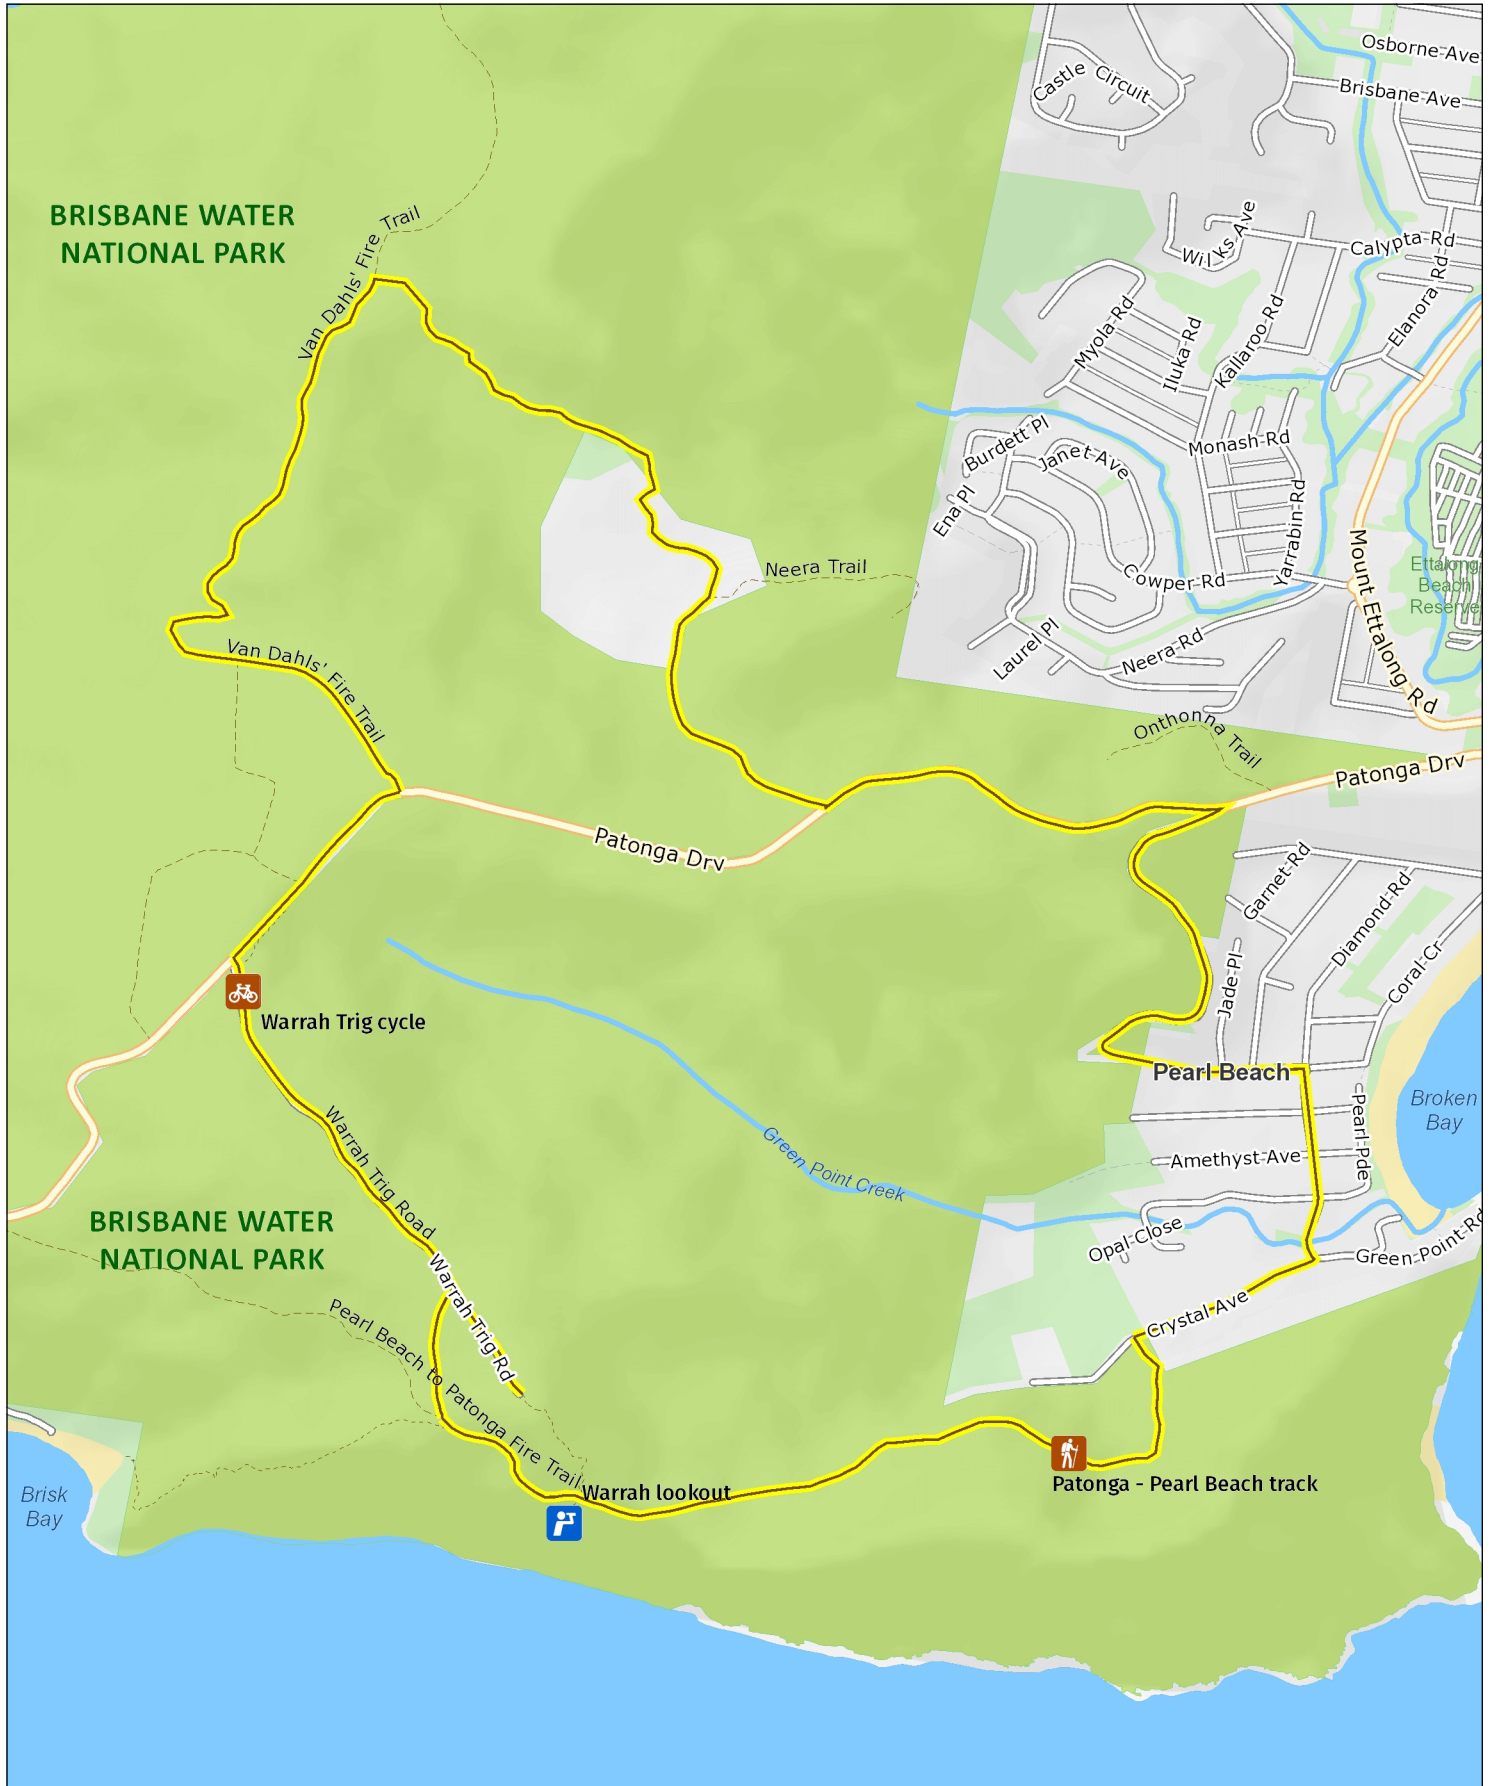 Osborne Ave
Castle Circuit
Brisbane Ave
BRISBANE WATER
NATIONAL PARK
Van Dahls' Fire Trail
Wilks Ave
Calypta Rd
Elanora Rd
Myola Rd
Iluka Rd
Kallaroo Rd
Burdett Pl
Janet Ave
Monash Rd
Ena Pl
Yarrabin Rd
Neera Trail
Cowper Rd
Mount Ettalong Rd
Ettalong
Beach
Reserve
Laurel Pl
Neera Rd
Van Dahls' Fire Trail
Onthonna Trail
Patonga Drv
Patonga Drv
Garnet Rd
Diamond Rd
Coral Cr
Jade Pl
Warrah Trig cycle
Pearl Beach
Broken
Bay
Pearl Pde
Warrah Trig Road
Green Point Creek
Amethyst Ave
BRISBANE WATER
NATIONAL PARK
Opal Close
Green Point Rd
Warrah Trig Rd
Pearl Beach to Patonga Fire Trail
Crystal Ave
Brisk
Bay
Warrah lookout
Patonga - Pearl Beach track